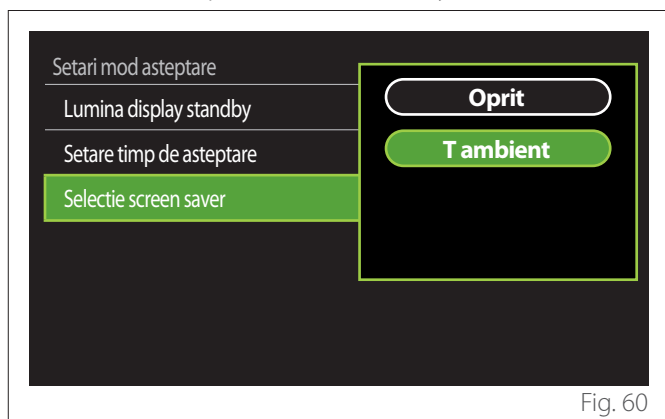 Setari mod asteptare
Lumina display standby
Setare timp de asteptare
Selectie screen saver
Oprit
T ambient
Fig. 60